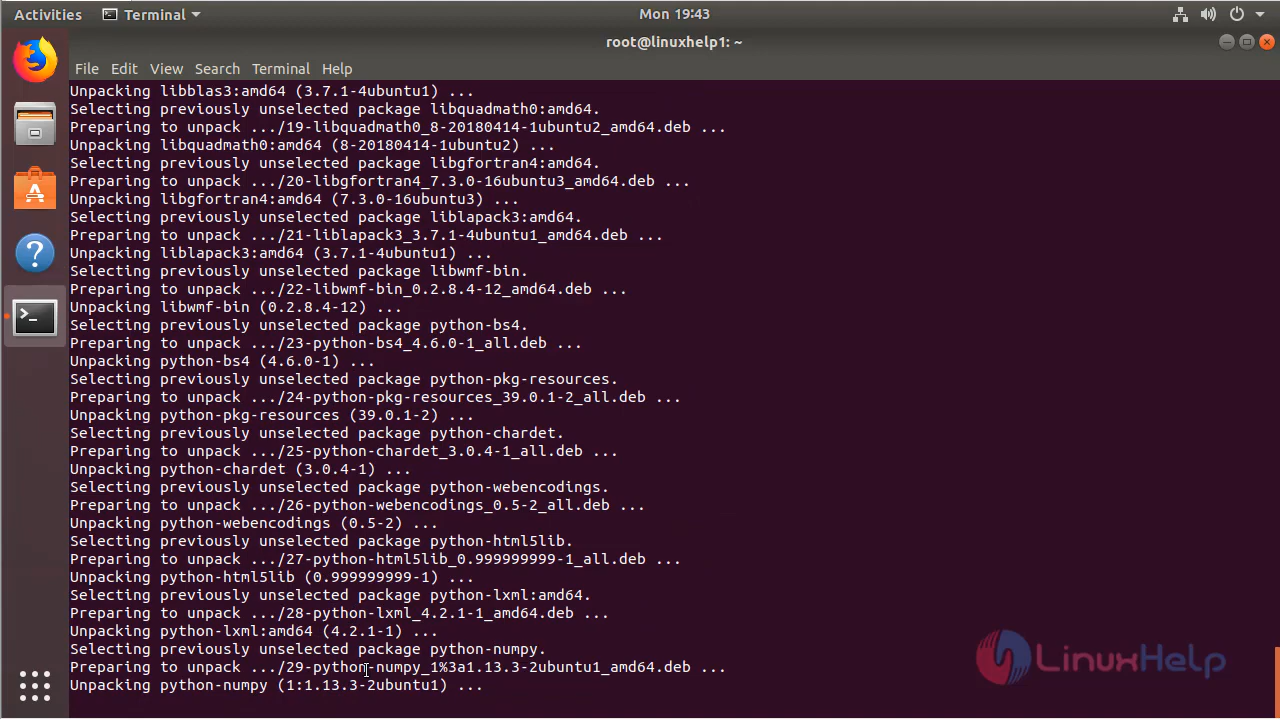 Activities Terminal Mon 19:43
root@linuxhelp1: ~
File Edit View Search Terminal Help
Unpacking libblas3:amd64 (3.7.1-4ubuntu1) ...
Selecting previously unselected package libquadmath0:amd64.
Preparing to unpack .../19-libquadmath0_8-20180414-1ubuntu2_amd64.deb ...
Unpacking libquadmath0:amd64 (8-20180414-1ubuntu2) ...
Selecting previously unselected package libgfortran4:amd64.
Preparing to unpack .../20-libgfortran4_7.3.0-16ubuntu3_amd64.deb ...
Unpacking libgfortran4:amd64 (7.3.0-16ubuntu3) ...
Selecting previously unselected package liblapack3:amd64.
Preparing to unpack .../21-liblapack3_3.7.1-4ubuntu1_amd64.deb ...
Unpacking liblapack3:amd64 (3.7.1-4ubuntu1) ...
Selecting previously unselected package libwmf-bin.
Preparing to unpack .../22-libwmf-bin_0.2.8.4-12_amd64.deb ...
Unpacking libwmf-bin (0.2.8.4-12) ...
Selecting previously unselected package python-bs4.
Preparing to unpack .../23-python-bs4_4.6.0-1_all.deb ...
Unpacking python-bs4 (4.6.0-1) ...
Selecting previously unselected package python-pkg-resources.
Preparing to unpack .../24-python-pkg-resources_39.0.1-2_all.deb ...
Unpacking python-pkg-resources (39.0.1-2) ...
Selecting previously unselected package python-chardet.
Preparing to unpack .../25-python-chardet_3.0.4-1_all.deb ...
Unpacking python-chardet (3.0.4-1) ...
Selecting previously unselected package python-webencodings.
Preparing to unpack .../26-python-webencodings_0.5-2_all.deb ...
Unpacking python-webencodings (0.5-2) ...
Selecting previously unselected package python-html5lib.
Preparing to unpack .../27-python-html5lib_0.999999999-1_all.deb ...
Unpacking python-html5lib (0.999999999-1) ...
Selecting previously unselected package python-lxml:amd64.
Preparing to unpack .../28-python-lxml_4.2.1-1_amd64.deb ...
Unpacking python-lxml:amd64 (4.2.1-1) ...
Selecting previously unselected package python-numpy.
Preparing to unpack .../29-python-numpy_1%3a1.13.3-2ubuntu1_amd64.deb ...
Unpacking python-numpy (1:1.13.3-2ubuntu1) ...
LinuxHelp